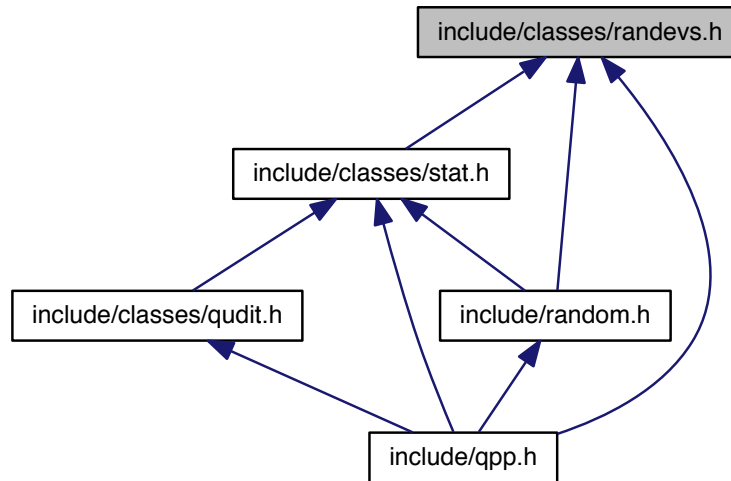 include/classes/randevs.h
include/classes/stat.h
include/classes/qudit.h
include/random.h
include/qpp.h